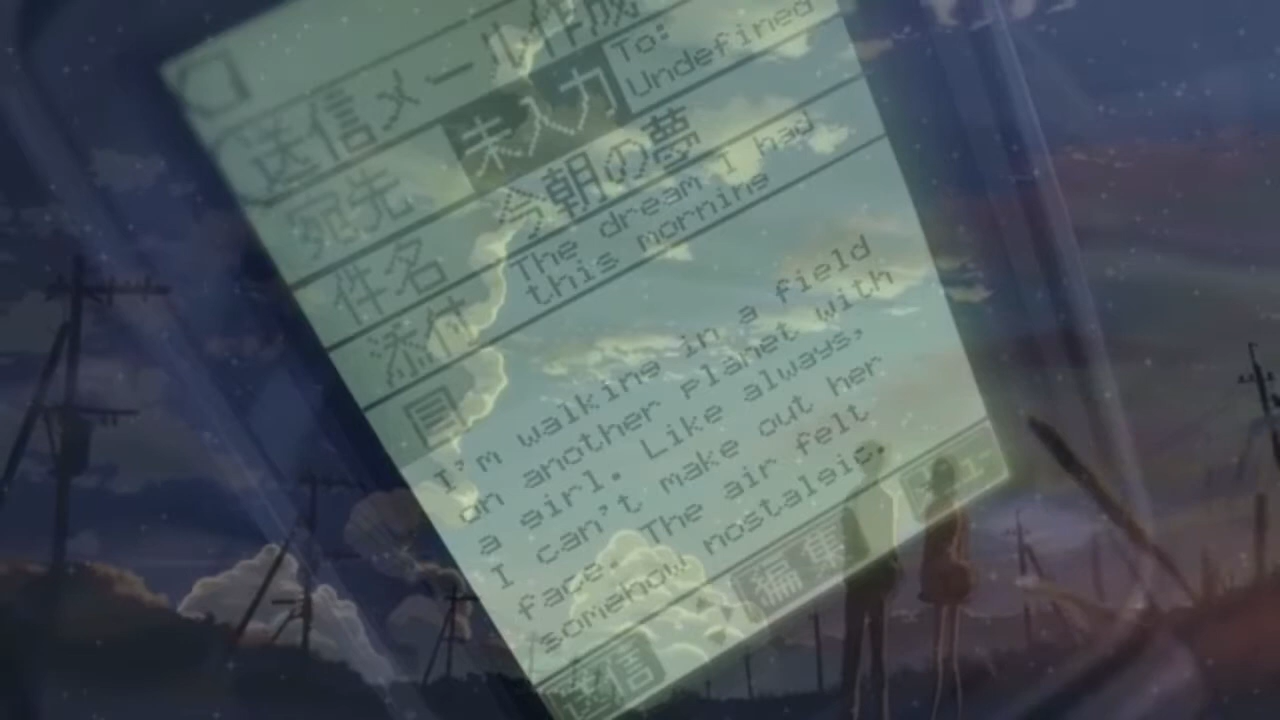 送信メール作成
宛先 未入力 To:
Undefined
件名 今朝の夢
The dream I had
this morning
添付
I'm walking in a field
on another planet with
a girl. Like always,
I can't make out her
face. The air felt
somehow nostalgic.
送信 編集